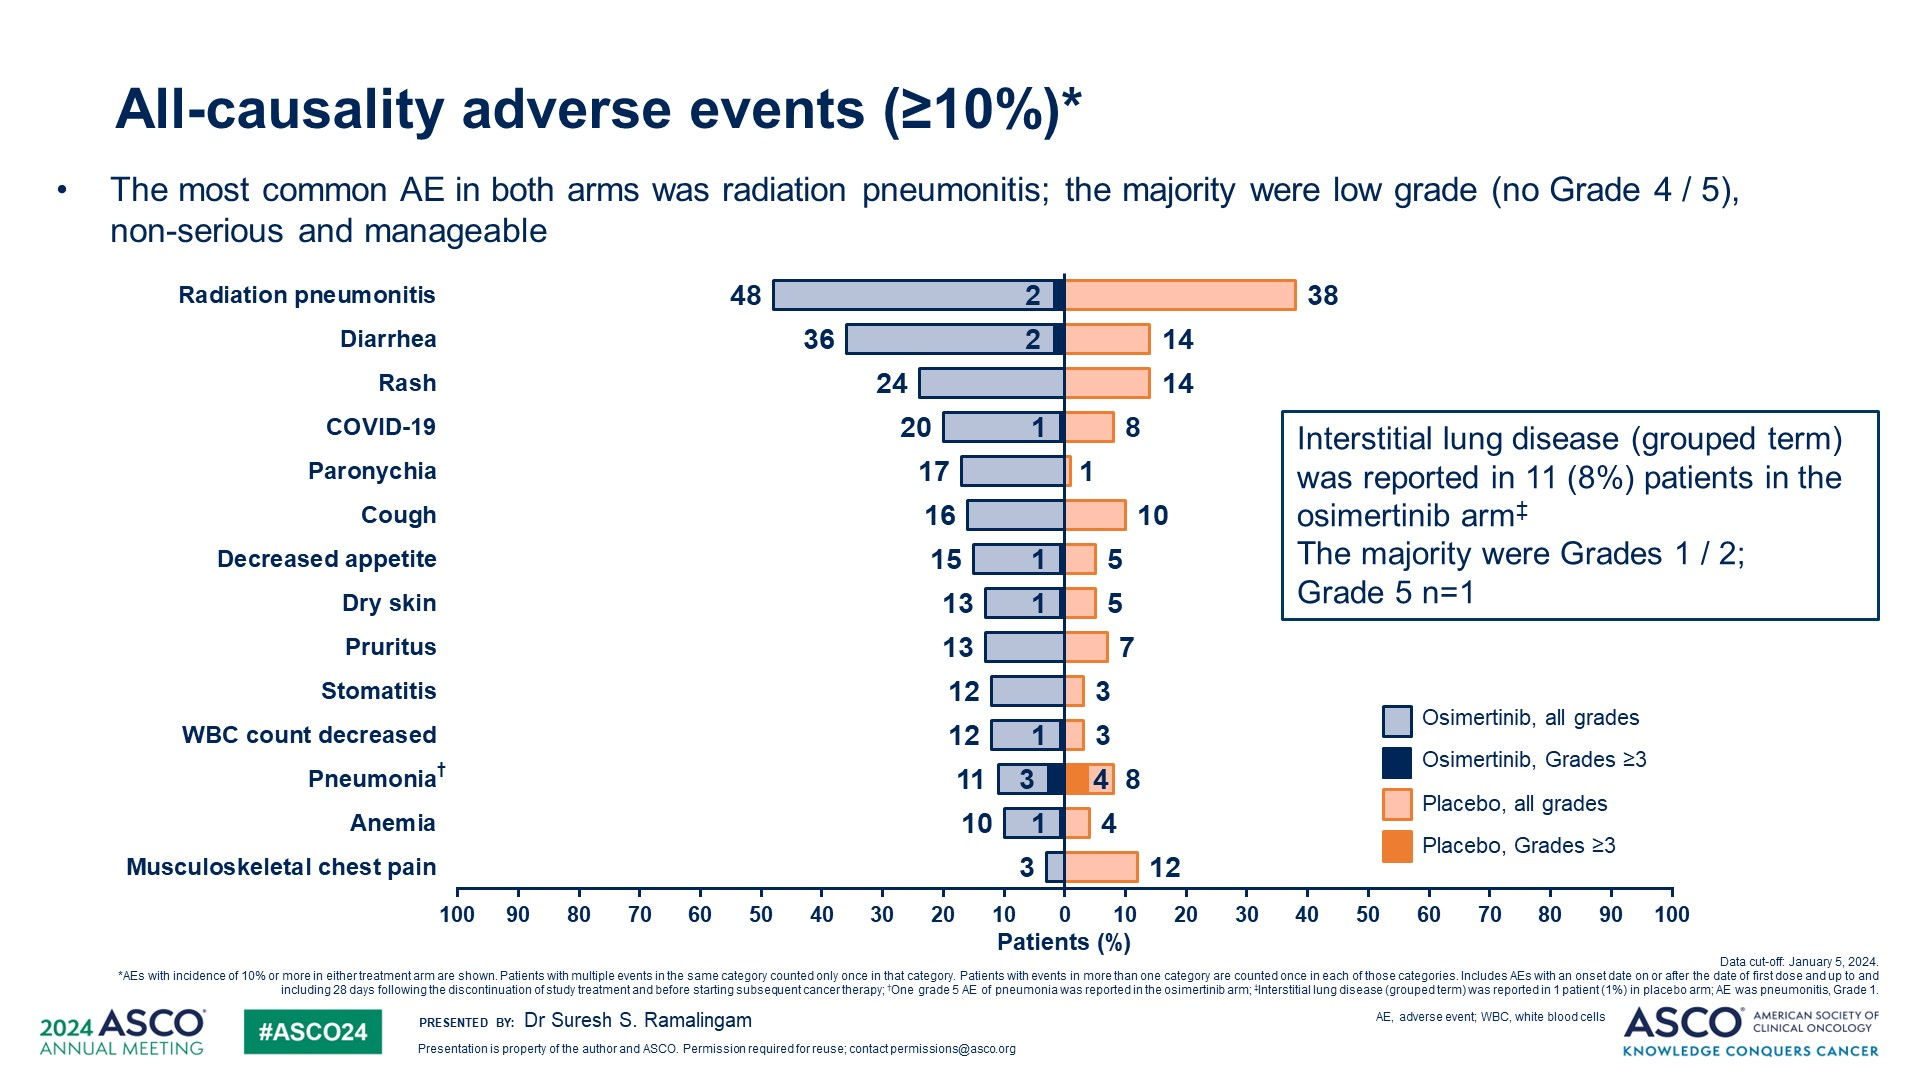 All-causality adverse events (≥10%)*
• The most common AE in both arms was radiation pneumonitis; the majority were low grade (no Grade 4 / 5),
non-serious and manageable
Radiation pneumonitis 48 2 38
Diarrhea 36 2 14
Rash 24 14
COVID-19 20 1 8
Paronychia 17 1
Cough 16 10
Decreased appetite 15 1 5
Dry skin 13 1 5
Pruritus 13 7
Stomatitis 12 3
WBC count decreased 12 1 3
Pneumonia† 11 3 4 8
Anemia 10 1 4
Musculoskeletal chest pain 3 12
100 90 80 70 60 50 40 30 20 10 0 10 20 30 40 50 60 70 80 90 100
Patients (%)
Interstitial lung disease (grouped term)
was reported in 11 (8%) patients in the
osimertinib arm‡
The majority were Grades 1 / 2;
Grade 5 n=1
Osimertinib, all grades
Osimertinib, Grades ≥3
Placebo, all grades
Placebo, Grades ≥3
Data cut-off: January 5, 2024.
*AEs with incidence of 10% or more in either treatment arm are shown. Patients with multiple events in the same category counted only once in that category. Patients with events in more than one category are counted once in each of those categories. Includes AEs with an onset date on or after the date of first dose and up to and
including 28 days following the discontinuation of study treatment and before starting subsequent cancer therapy; †One grade 5 AE of pneumonia was reported in the osimertinib arm; ‡Interstitial lung disease (grouped term) was reported in 1 patient (1%) in placebo arm; AE was pneumonitis, Grade 1.
2024 ASCO®
ANNUAL MEETING
#ASCO24
PRESENTED BY: Dr Suresh S. Ramalingam
Presentation is property of the author and ASCO. Permission required for reuse; contact permissions@asco.org
AE, adverse event; WBC, white blood cells
ASCO® AMERICAN SOCIETY OF
CLINICAL ONCOLOGY
KNOWLEDGE CONQUERS CANCER